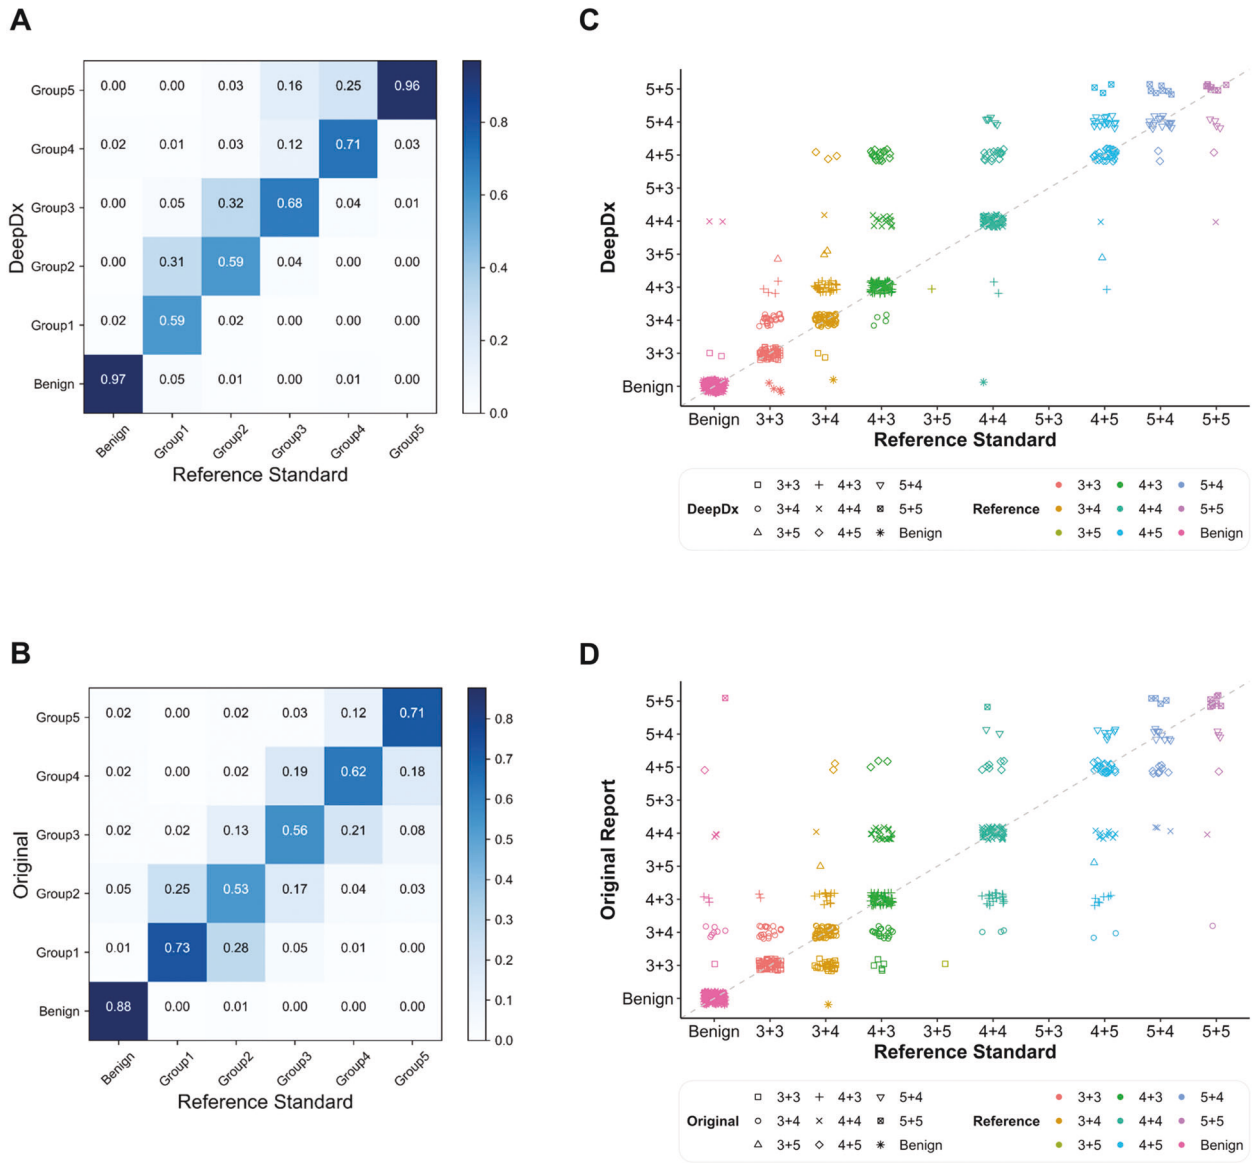 A
DeepDx
Group5 0.00 0.00 0.03 0.16 0.25 0.96
Group4 0.02 0.01 0.03 0.12 0.71 0.03
Group3 0.00 0.05 0.32 0.68 0.04 0.01
Group2 0.00 0.31 0.59 0.04 0.00 0.00
Group1 0.02 0.59 0.02 0.00 0.00 0.00
Benign 0.97 0.05 0.01 0.00 0.01 0.00
Benign Group1 Group2 Group3 Group4 Group5
Reference Standard
0.8
0.6
0.4
0.2
0.0
C
DeepDx
5+5
5+4
4+5
5+3
4+4
3+5
4+3
3+4
3+3
Benign
Benign 3+3 3+4 4+3 3+5 4+4 5+3 4+5 5+4 5+5
Reference Standard
DeepDx
3+3 4+3 5+4
3+4 4+4 5+5
3+5 4+5 Benign
Reference
3+3 4+3 5+4
3+4 4+4 5+5
3+5 4+5 Benign
B
Original
Group5 0.02 0.00 0.02 0.03 0.12 0.71
Group4 0.02 0.00 0.02 0.19 0.62 0.18
Group3 0.02 0.02 0.13 0.56 0.21 0.08
Group2 0.05 0.25 0.53 0.17 0.04 0.03
Group1 0.01 0.73 0.28 0.05 0.01 0.00
Benign 0.88 0.00 0.01 0.00 0.00 0.00
Benign Group1 Group2 Group3 Group4 Group5
Reference Standard
0.8
0.7
0.6
0.5
0.4
0.3
0.2
0.1
0.0
D
Original Report
5+5
5+4
4+5
5+3
4+4
3+5
4+3
3+4
3+3
Benign
Benign 3+3 3+4 4+3 3+5 4+4 5+3 4+5 5+4 5+5
Reference Standard
Original
3+3 4+3 5+4
3+4 4+4 5+5
3+5 4+5 Benign
Reference
3+3 4+3 5+4
3+4 4+4 5+5
3+5 4+5 Benign